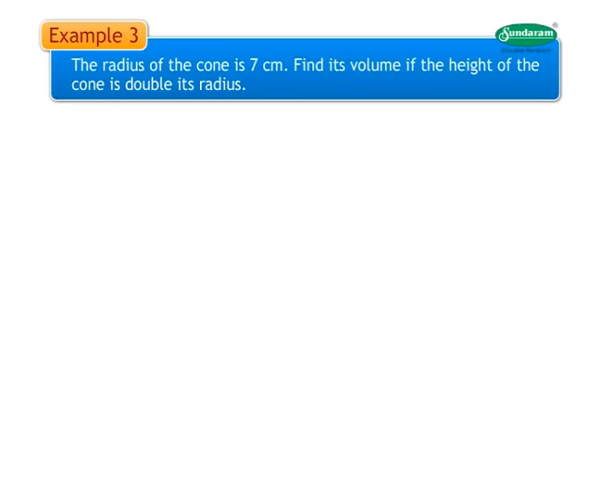 Example 3
Sundaram
The radius of the cone is 7 cm. Find its volume if the height of the
cone is double its radius.